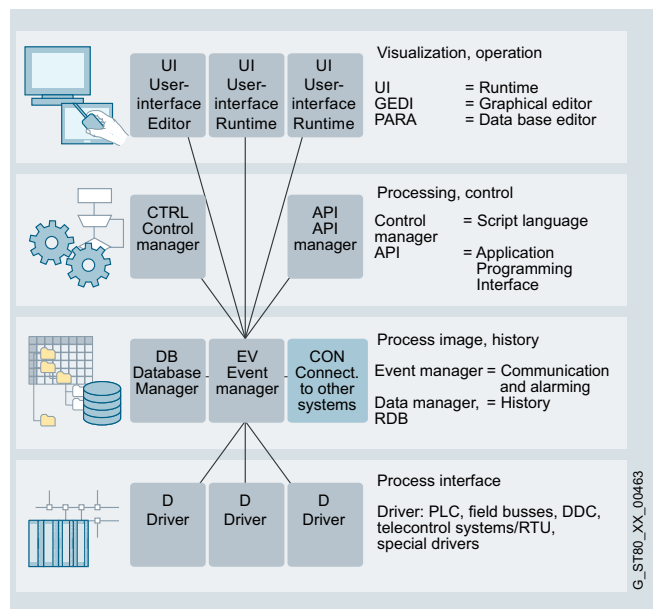 UI
User-
interface
Editor
UI
User-
interface
Runtime
UI
User-
interface
Runtime
Visualization, operation
UI = Runtime
GEDI = Graphical editor
PARA = Data base editor
CTRL
Control
manager
API
API
manager
Processing, control
Control = Script language
manager
API = Application
Programming
Interface
DB
Database
Manager
EV
Event
manager
CON
Connect.
to other
systems
Process image, history
Event manager = Communication
and alarming
Data manager, = History
RDB
D
Driver
D
Driver
D
Driver
Process interface
Driver: PLC, field busses, DDC,
telecontrol systems/RTU,
special drivers
G_ST80_XX_00463